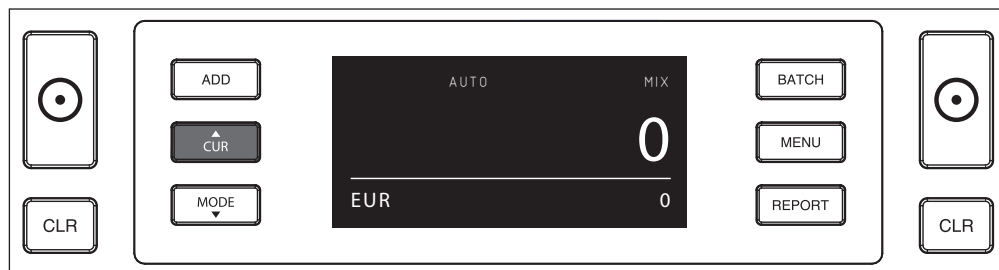 ADD
CUR
MODE
CLR
AUTO MIX
0
EUR 0
BATCH
MENU
REPORT
CLR